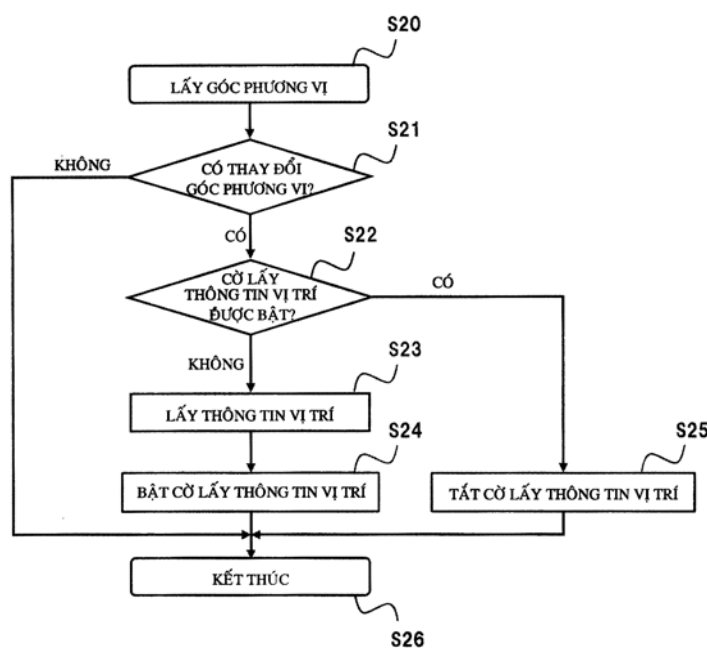 S20
LẤY GÓC PHƯƠNG VỊ
S21
KHÔNG
CÓ THAY ĐỔI
GÓC PHƯƠNG VỊ?
CÓ
S22
CỜ LẤY
THÔNG TIN VỊ TRÍ
ĐƯỢC BẬT?
CÓ
KHÔNG
S23
LẤY THÔNG TIN VỊ TRÍ
S24
BẬT CỜ LẤY THÔNG TIN VỊ TRÍ
S25
TẮT CỜ LẤY THÔNG TIN VỊ TRÍ
KẾT THÚC
S26